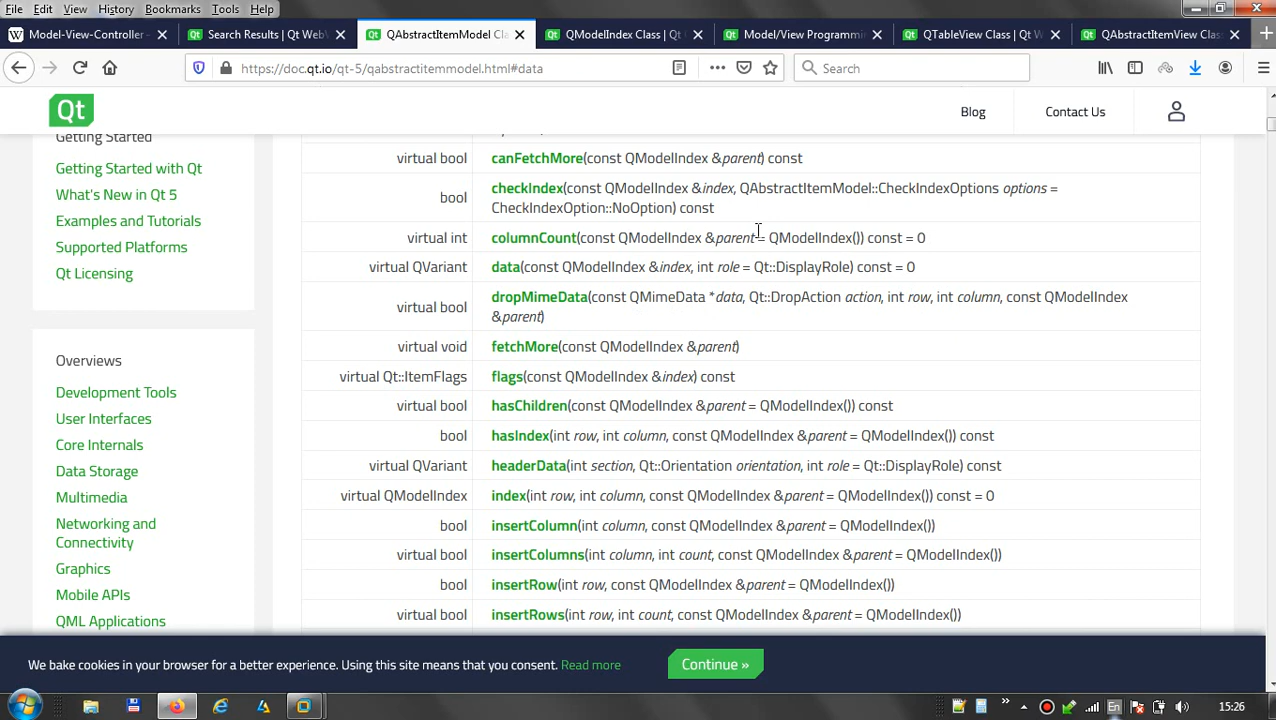 File Edit View History Bookmarks Tools Help
Model-View-Controller -
Search Results | Qt WebV
QAbstractItemModel Cla
QModelIndex Class | Qt
Model/View Programmin
QTableView Class | Qt W
QAbstractItemView Clas
https://doc.qt.io/qt-5/qabstractitemmodel.html#data
Search
Qt
Blog
Contact Us
Getting Started
Getting Started with Qt
What's New in Qt 5
Examples and Tutorials
Supported Platforms
Qt Licensing
Overviews
Development Tools
User Interfaces
Core Internals
Data Storage
Multimedia
Networking and
Connectivity
Graphics
Mobile APIs
QML Applications
virtual bool canFetchMore(const QModelIndex &parent) const
bool checkIndex(const QModelIndex &index, QAbstractItemModel::CheckIndexOptions options =
CheckIndexOption::NoOption) const
virtual int columnCount(const QModelIndex &parent = QModelIndex()) const = 0
virtual QVariant data(const QModelIndex &index, int role = Qt::DisplayRole) const = 0
virtual bool dropMimeData(const QMimeData *data, Qt::DropAction action, int row, int column, const QModelIndex
&parent)
virtual void fetchMore(const QModelIndex &parent)
virtual Qt::ItemFlags flags(const QModelIndex &index) const
virtual bool hasChildren(const QModelIndex &parent = QModelIndex()) const
bool hasIndex(int row, int column, const QModelIndex &parent = QModelIndex()) const
virtual QVariant headerData(int section, Qt::Orientation orientation, int role = Qt::DisplayRole) const
virtual QModelIndex index(int row, int column, const QModelIndex &parent = QModelIndex()) const = 0
bool insertColumn(int column, const QModelIndex &parent = QModelIndex())
virtual bool insertColumns(int column, int count, const QModelIndex &parent = QModelIndex())
bool insertRow(int row, const QModelIndex &parent = QModelIndex())
virtual bool insertRows(int row, int count, const QModelIndex &parent = QModelIndex())
We bake cookies in your browser for a better experience. Using this site means that you consent. Read more
Continue »
En
15:26